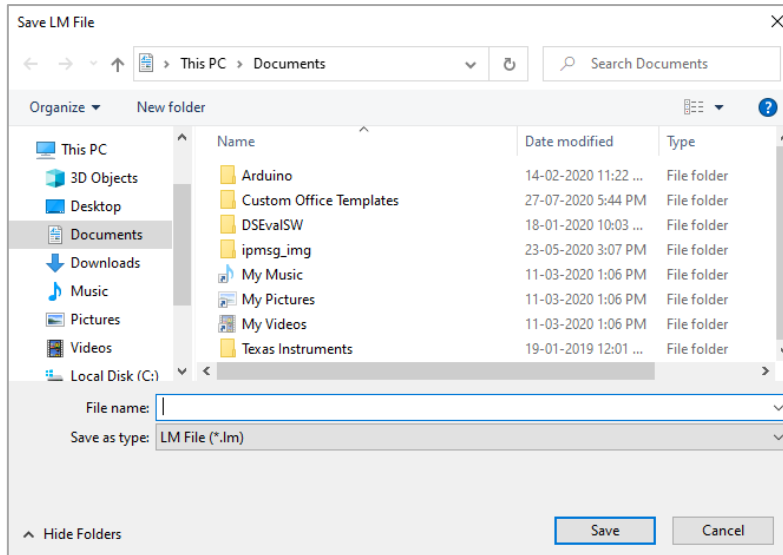 Save LM File
This PC > Documents
Search Documents
Organize
New folder
This PC
3D Objects
Desktop
Documents
Downloads
Music
Pictures
Videos
Local Disk (C:)
Name Date modified Type
Arduino 14-02-2020 11:22 ... File folder
Custom Office Templates 27-07-2020 5:44 PM File folder
DSEvalSW 18-01-2020 10:03 ... File folder
ipmsg_img 23-05-2020 3:07 PM File folder
My Music 11-03-2020 1:06 PM File folder
My Pictures 11-03-2020 1:06 PM File folder
My Videos 11-03-2020 1:06 PM File folder
Texas Instruments 19-01-2019 12:01 ... File folder
File name:
Save as type: LM File (*.lm)
Hide Folders
Save
Cancel